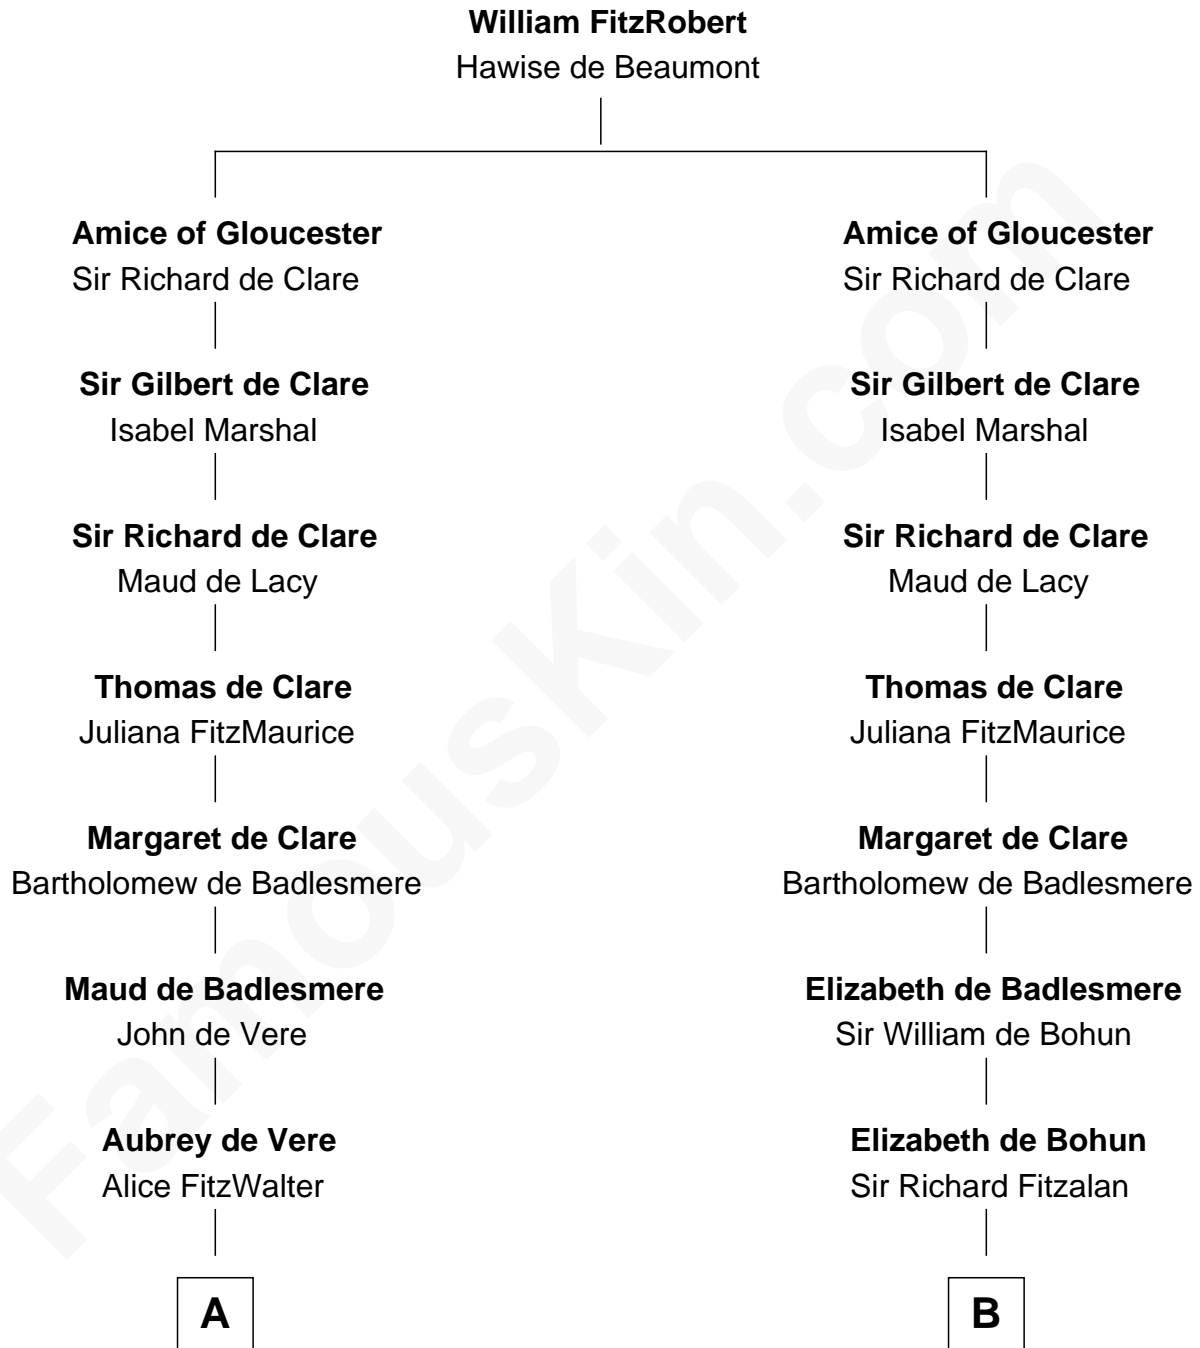 William FitzRobert
Hawise de Beaumont
Amice of Gloucester
Sir Richard de Clare
Sir Gilbert de Clare
Isabel Marshal
Sir Richard de Clare
Maud de Lacy
Thomas de Clare
Juliana FitzMaurice
Margaret de Clare
Bartholomew de Badlesmere
Maud de Badlesmere
John de Vere
Aubrey de Vere
Alice FitzWalter
A
Amice of Gloucester
Sir Richard de Clare
Sir Gilbert de Clare
Isabel Marshal
Sir Richard de Clare
Maud de Lacy
Thomas de Clare
Juliana FitzMaurice
Margaret de Clare
Bartholomew de Badlesmere
Elizabeth de Badlesmere
Sir William de Bohun
Elizabeth de Bohun
Sir Richard Fitzalan
B
FamousKin.com